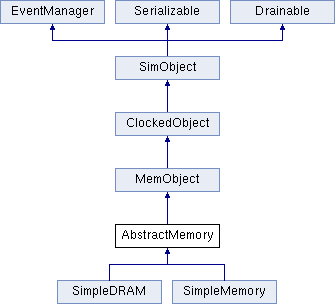 EventManager Serializable Drainable
SimObject
ClockedObject
MemObject
AbstractMemory
SimpleDRAM SimpleMemory